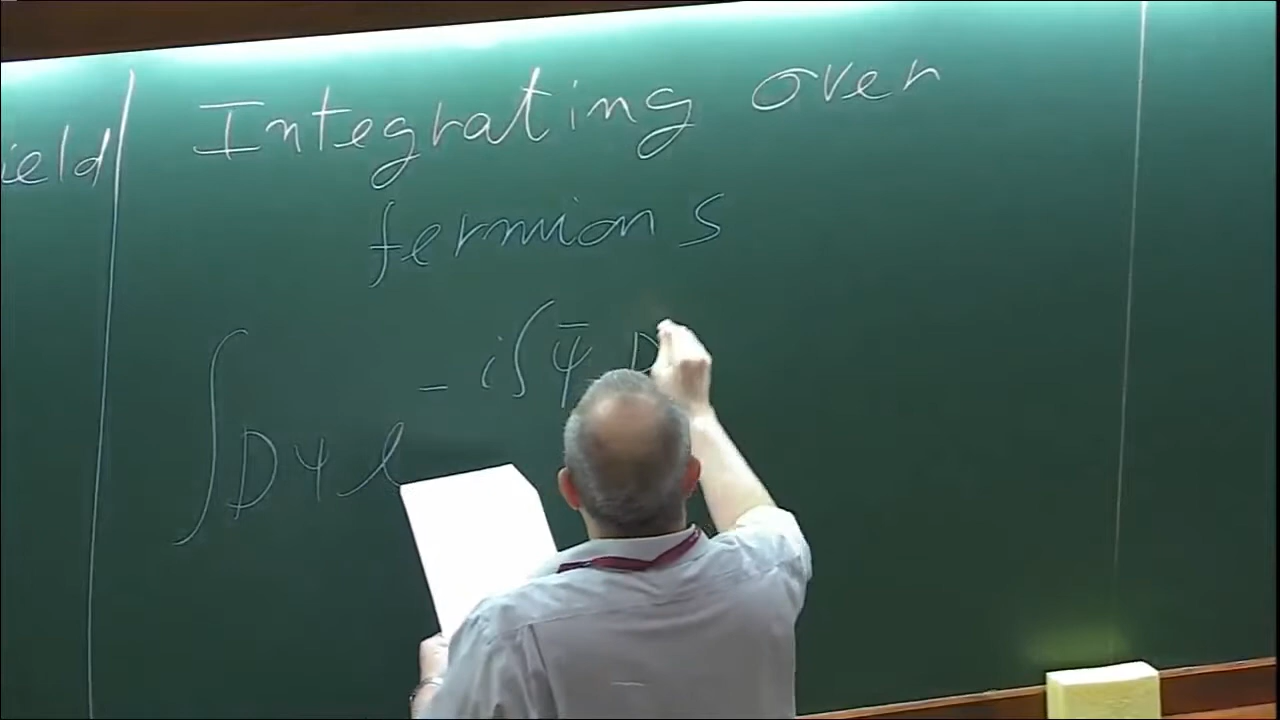 ield
Integrating over
fermions
∫Dψ e - i∫ψ̄ D